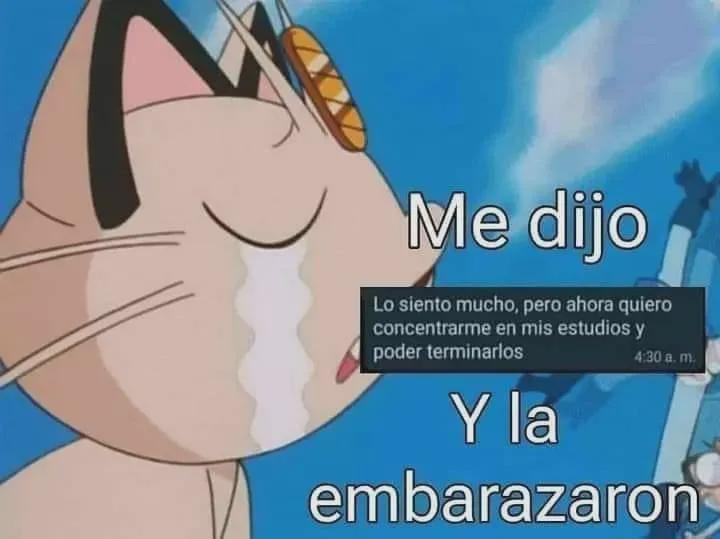 Me dijo
Lo siento mucho, pero ahora quiero
concentrarme en mis estudios y
poder terminarlos
4:30 a. m.
Y la
embarazaron